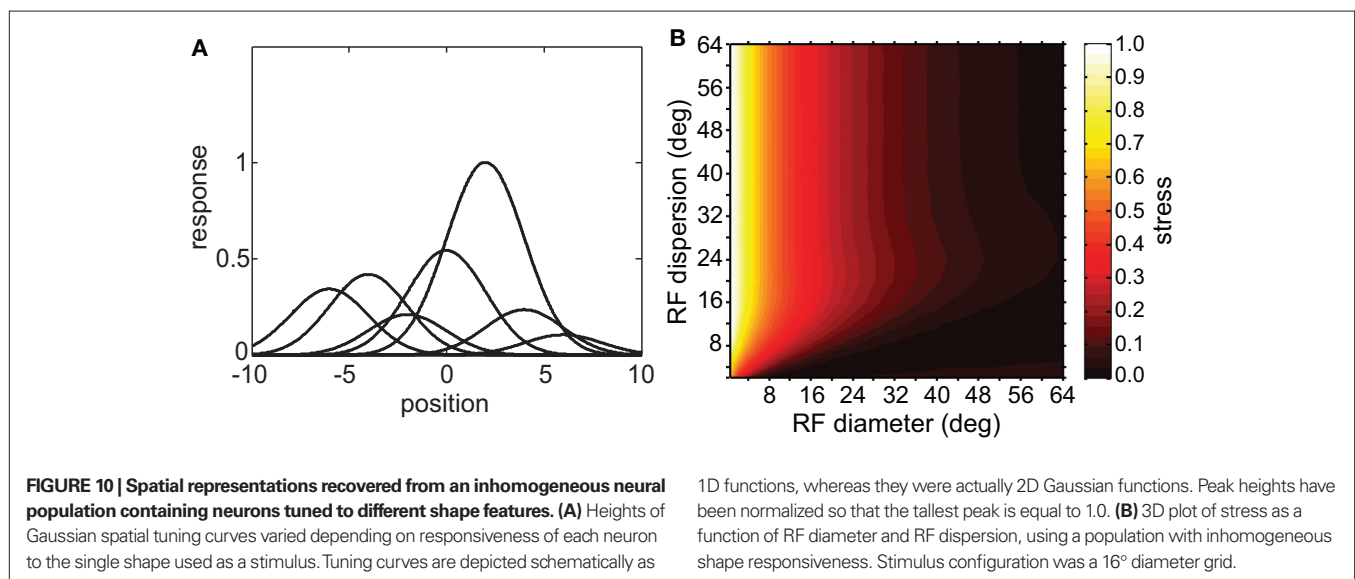 A
response
1
0.5
0
-10 -5 0 5 10
position
B
RF dispersion (deg)
64
56
48
40
32
24
16
8
8 16 24 32 40 48 56 64
RF diameter (deg)
1.0
0.9
0.8
0.7
0.6
0.5
0.4
0.3
0.2
0.1
0.0
stress
FIGURE 10 | Spatial representations recovered from an inhomogeneous neural
population containing neurons tuned to different shape features. (A) Heights of
Gaussian spatial tuning curves varied depending on responsiveness of each neuron
to the single shape used as a stimulus. Tuning curves are depicted schematically as
1D functions, whereas they were actually 2D Gaussian functions. Peak heights have
been normalized so that the tallest peak is equal to 1.0. (B) 3D plot of stress as a
function of RF diameter and RF dispersion, using a population with inhomogeneous
shape responsiveness. Stimulus configuration was a 16° diameter grid.